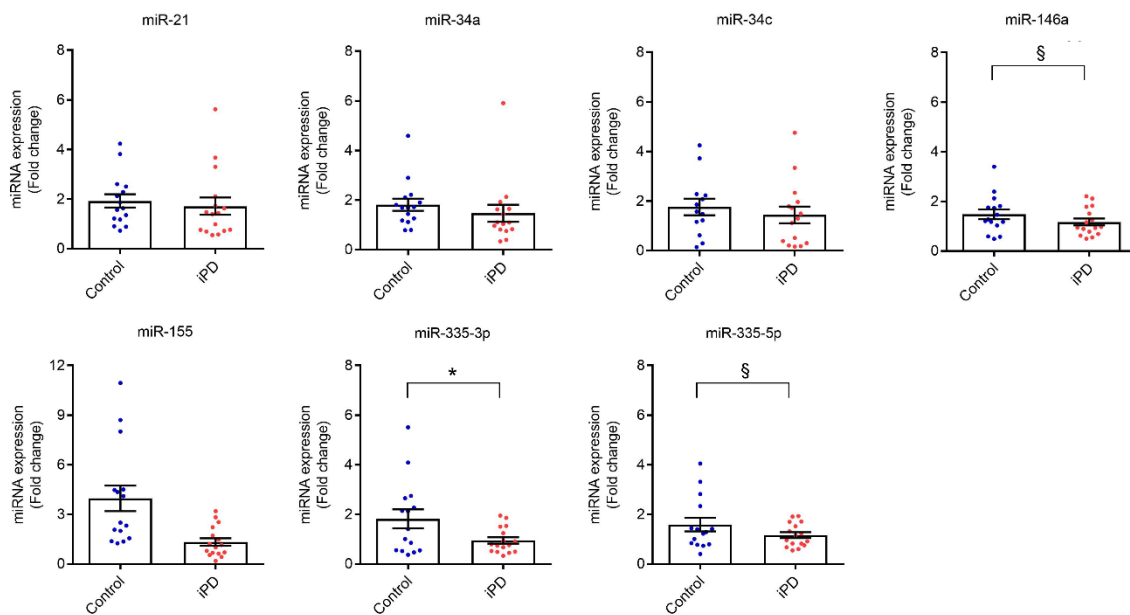 miR-21
miRNA expression
(Fold change)
8
6
4
2
0
Control
iPD
miR-34a
miRNA expression
(Fold change)
8
6
4
2
0
Control
iPD
miR-34c
miRNA expression
(Fold change)
8
6
4
2
0
Control
iPD
miR-146a
miRNA expression
(Fold change)
8
6
4
2
0
§
Control
iPD
miR-155
miRNA expression
(Fold change)
12
9
6
3
0
Control
iPD
miR-335-3p
miRNA expression
(Fold change)
8
6
4
2
0
*
Control
iPD
miR-335-5p
miRNA expression
(Fold change)
8
6
4
2
0
§
Control
iPD